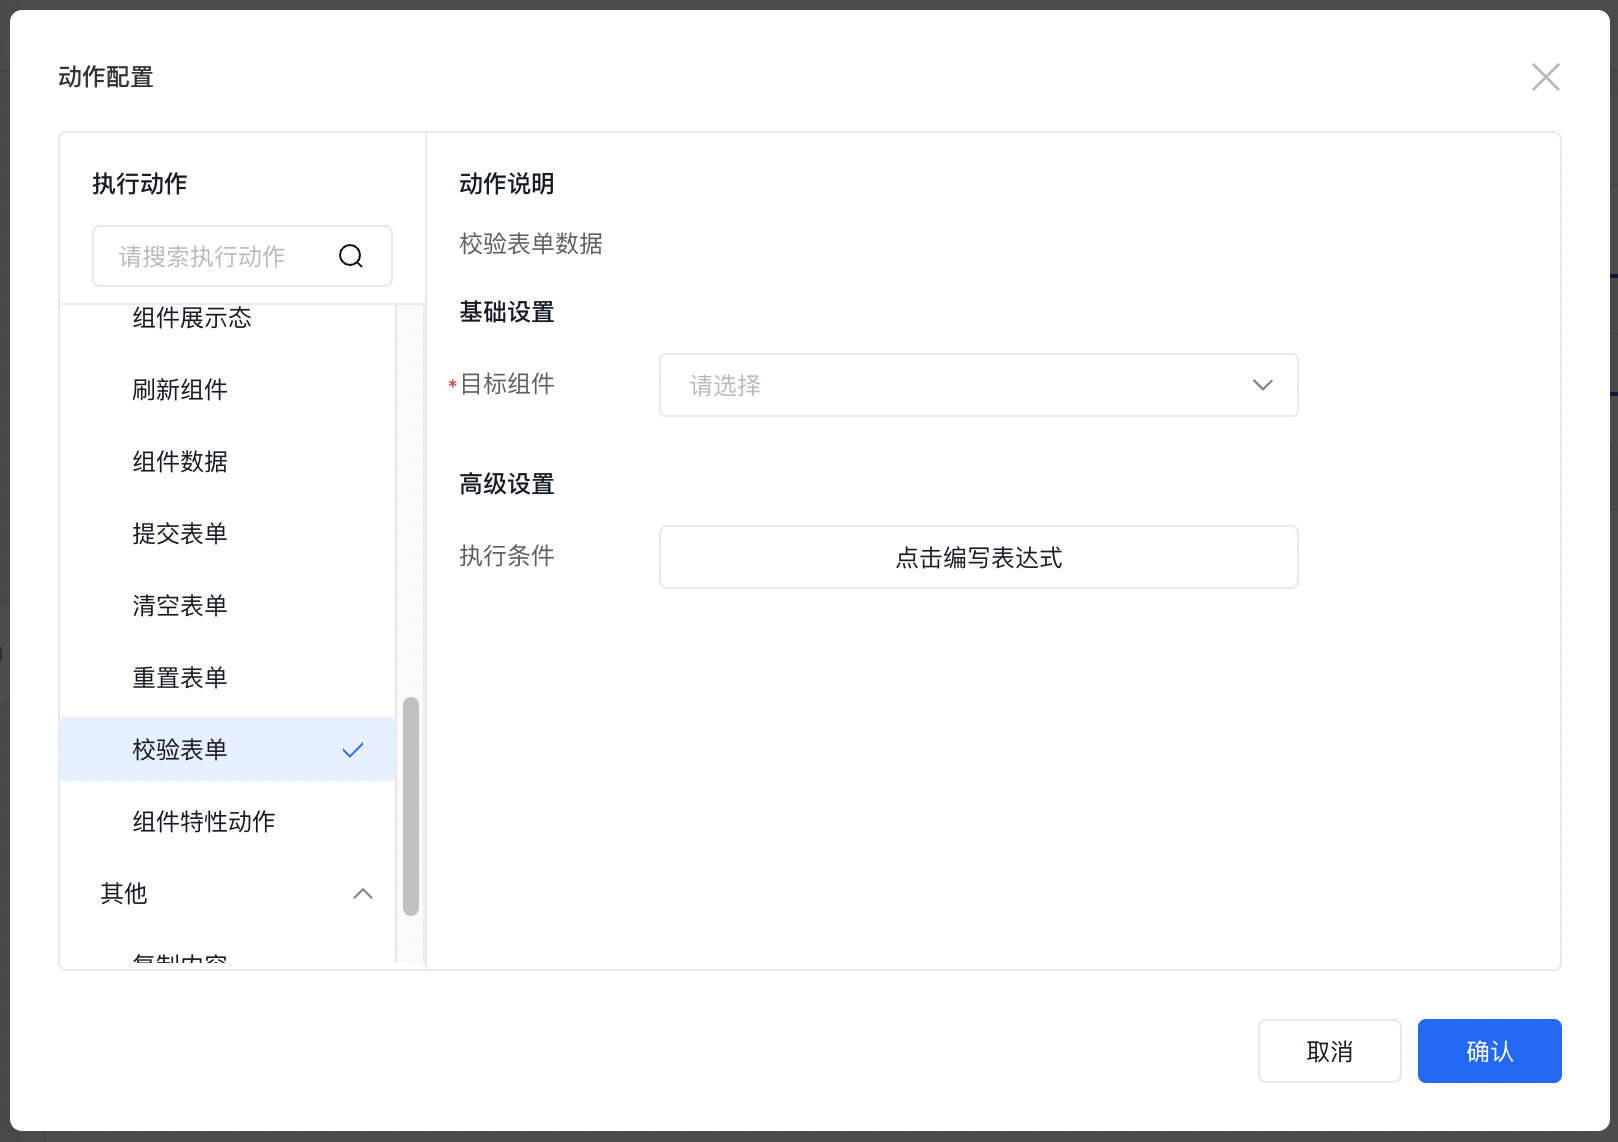 动作配置
执行动作
请搜索执行动作
组件展示态
刷新组件
组件数据
提交表单
清空表单
重置表单
校验表单
组件特性动作
其他
复制内容
动作说明
校验表单数据
基础设置
*目标组件
请选择
高级设置
执行条件
点击编写表达式
取消
确认